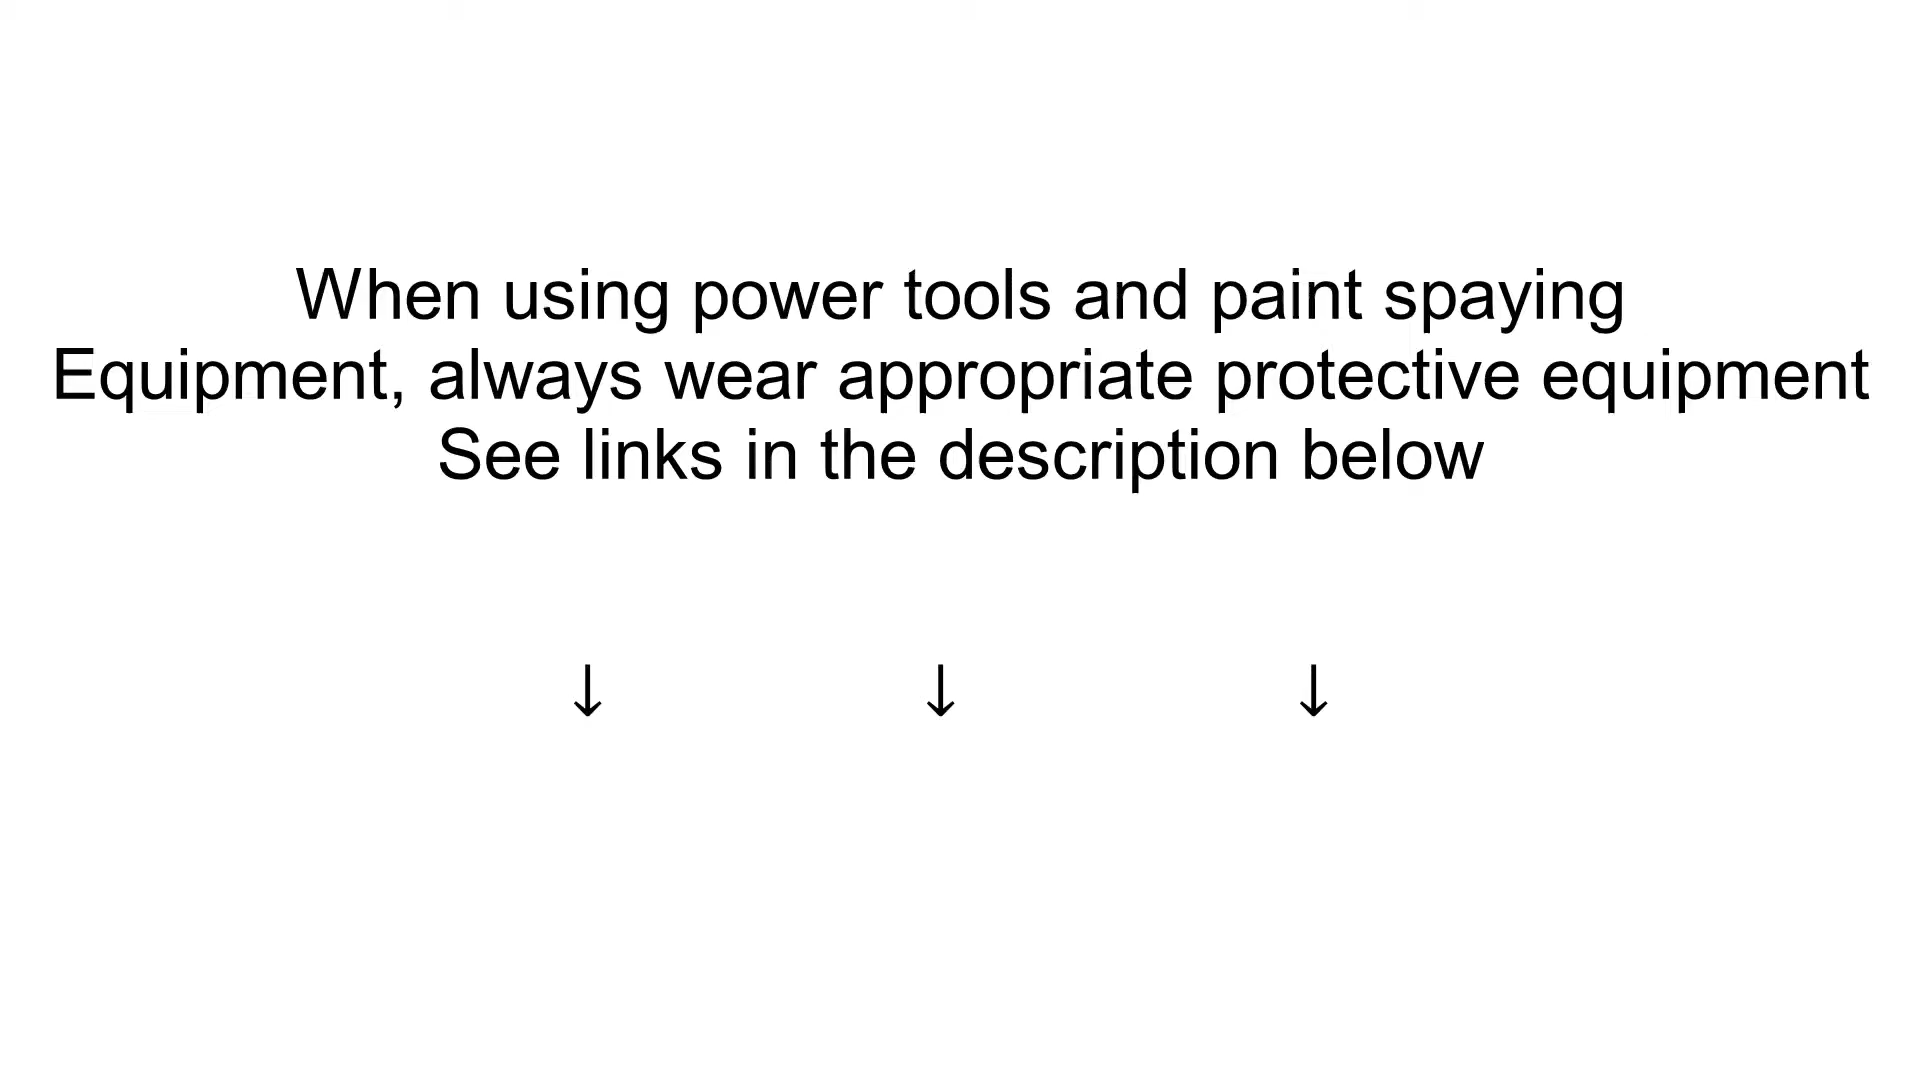 When using power tools and paint spaying
Equipment, always wear appropriate protective equipment
See links in the description below
↓ ↓ ↓